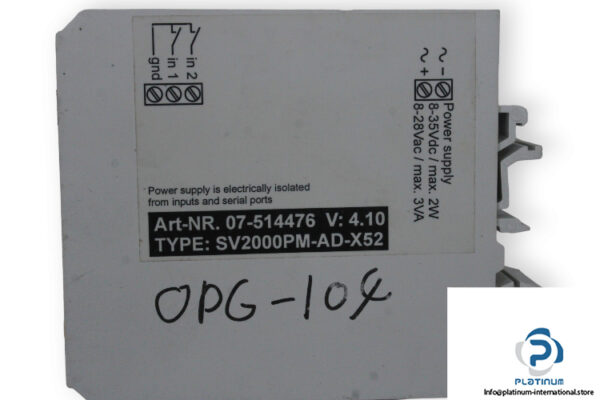 gnd
in 1
in 2
~ -
~ +
Power supply
8-35Vdc / max. 2W
8-28Vac / max. 3VA
Power supply is electrically isolated
from inputs and serial ports
Art-NR. 07-514476 V: 4.10
TYPE: SV2000PM-AD-X52
OPG-104
PLATINUM
Info@platinum-international.store